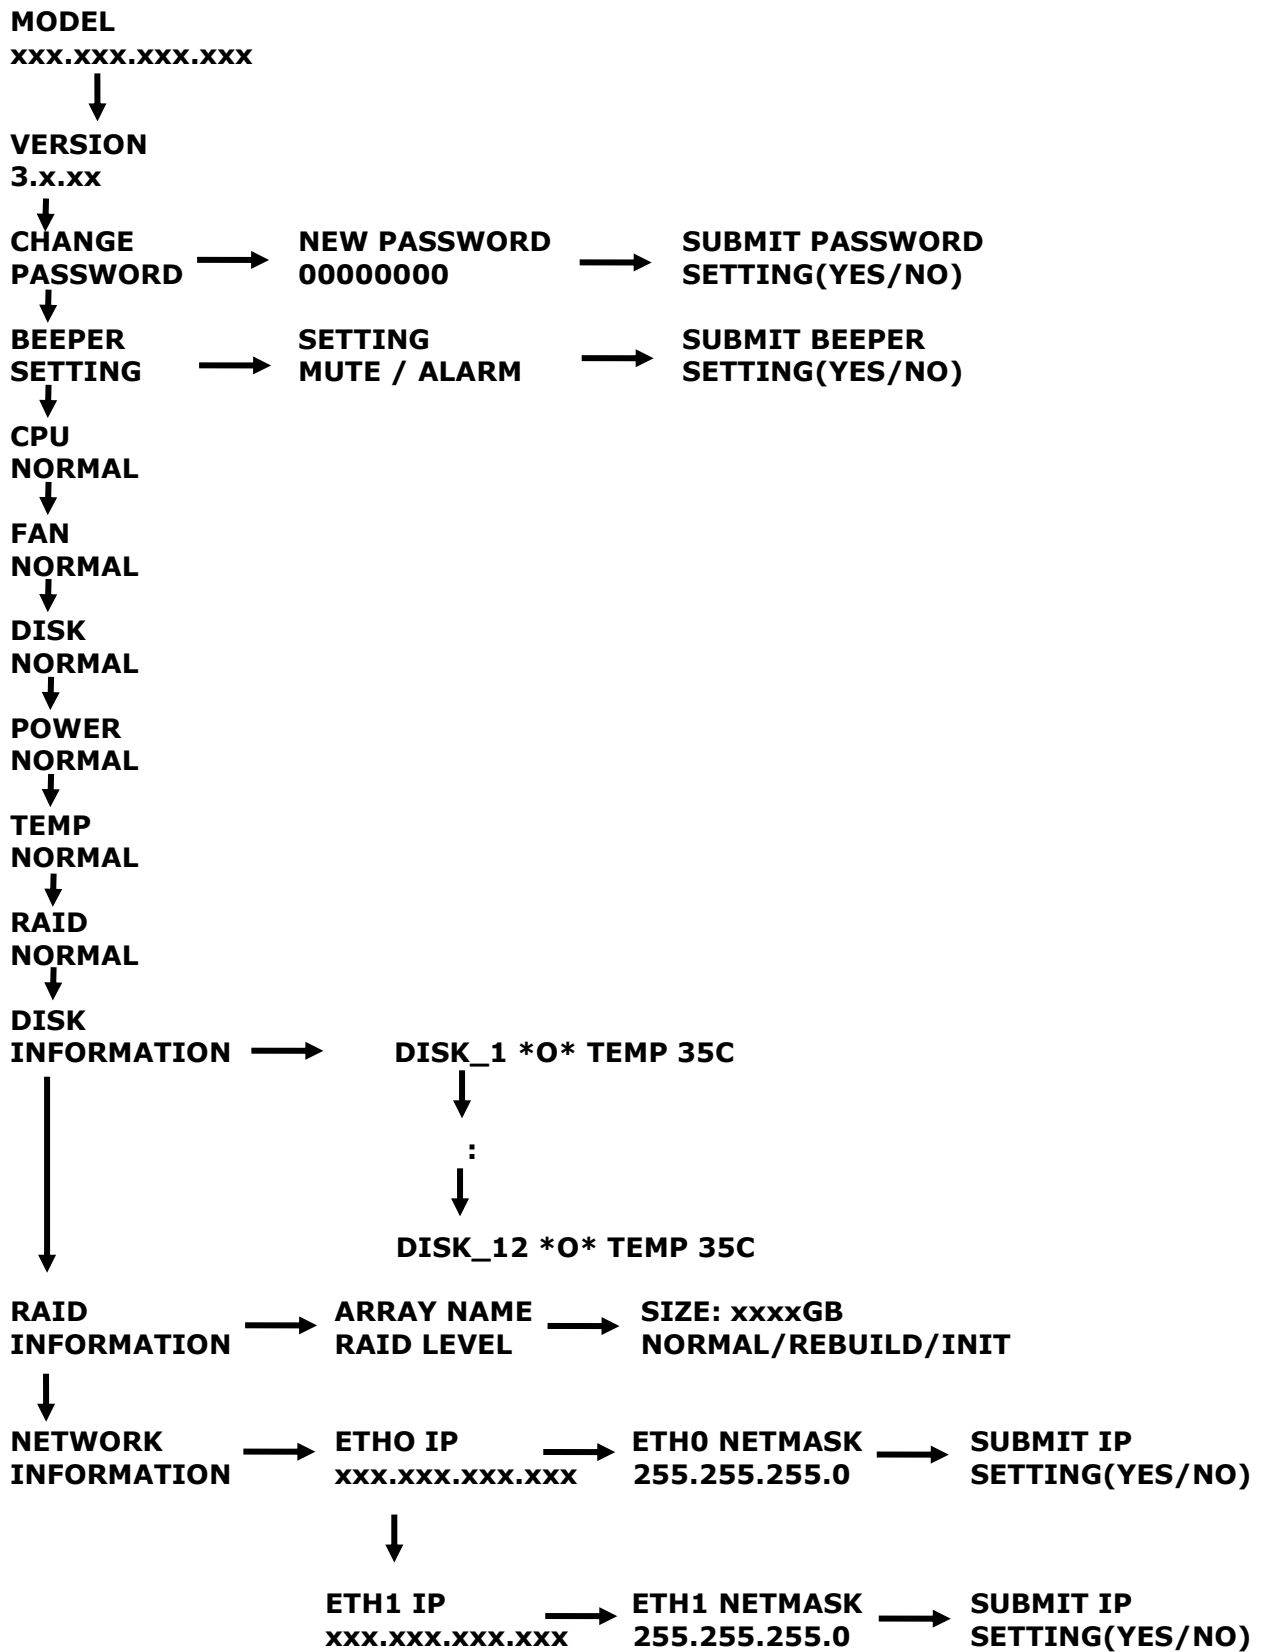 MODEL
xxx.xxx.xxx.xxx
VERSION
3.x.xx
CHANGE
PASSWORD
NEW PASSWORD
00000000
SUBMIT PASSWORD
SETTING(YES/NO)
BEEPER
SETTING
SETTING
MUTE / ALARM
SUBMIT BEEPER
SETTING(YES/NO)
CPU
NORMAL
FAN
NORMAL
DISK
NORMAL
POWER
NORMAL
TEMP
NORMAL
RAID
NORMAL
DISK
INFORMATION
DISK_1 *O* TEMP 35C
:
DISK_12 *O* TEMP 35C
RAID
INFORMATION
ARRAY NAME
RAID LEVEL
SIZE: xxxxGB
NORMAL/REBUILD/INIT
NETWORK
INFORMATION
ETHO IP
xxx.xxx.xxx.xxx
ETH0 NETMASK
255.255.255.0
SUBMIT IP
SETTING(YES/NO)
ETH1 IP
xxx.xxx.xxx.xxx
ETH1 NETMASK
255.255.255.0
SUBMIT IP
SETTING(YES/NO)